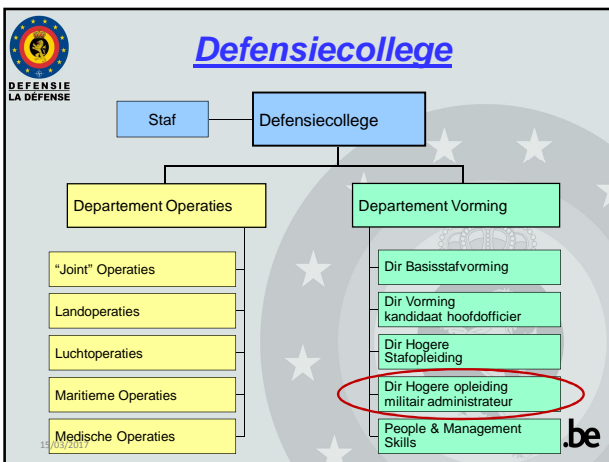 Defensiecollege
DEFENSIE
LA DÉFENSE
Staf
Defensiecollege
Departement Operaties
"Joint" Operaties
Landoperaties
Luchtoperaties
Maritieme Operaties
Medische Operaties
Departement Vorming
Dir Basisstafvorming
Dir Vorming
kandidaat hoofdofficier
Dir Hogere
Stafopleiding
Dir Hogere opleiding
militair administrateur
People & Management
Skills
15/03/2017
.be